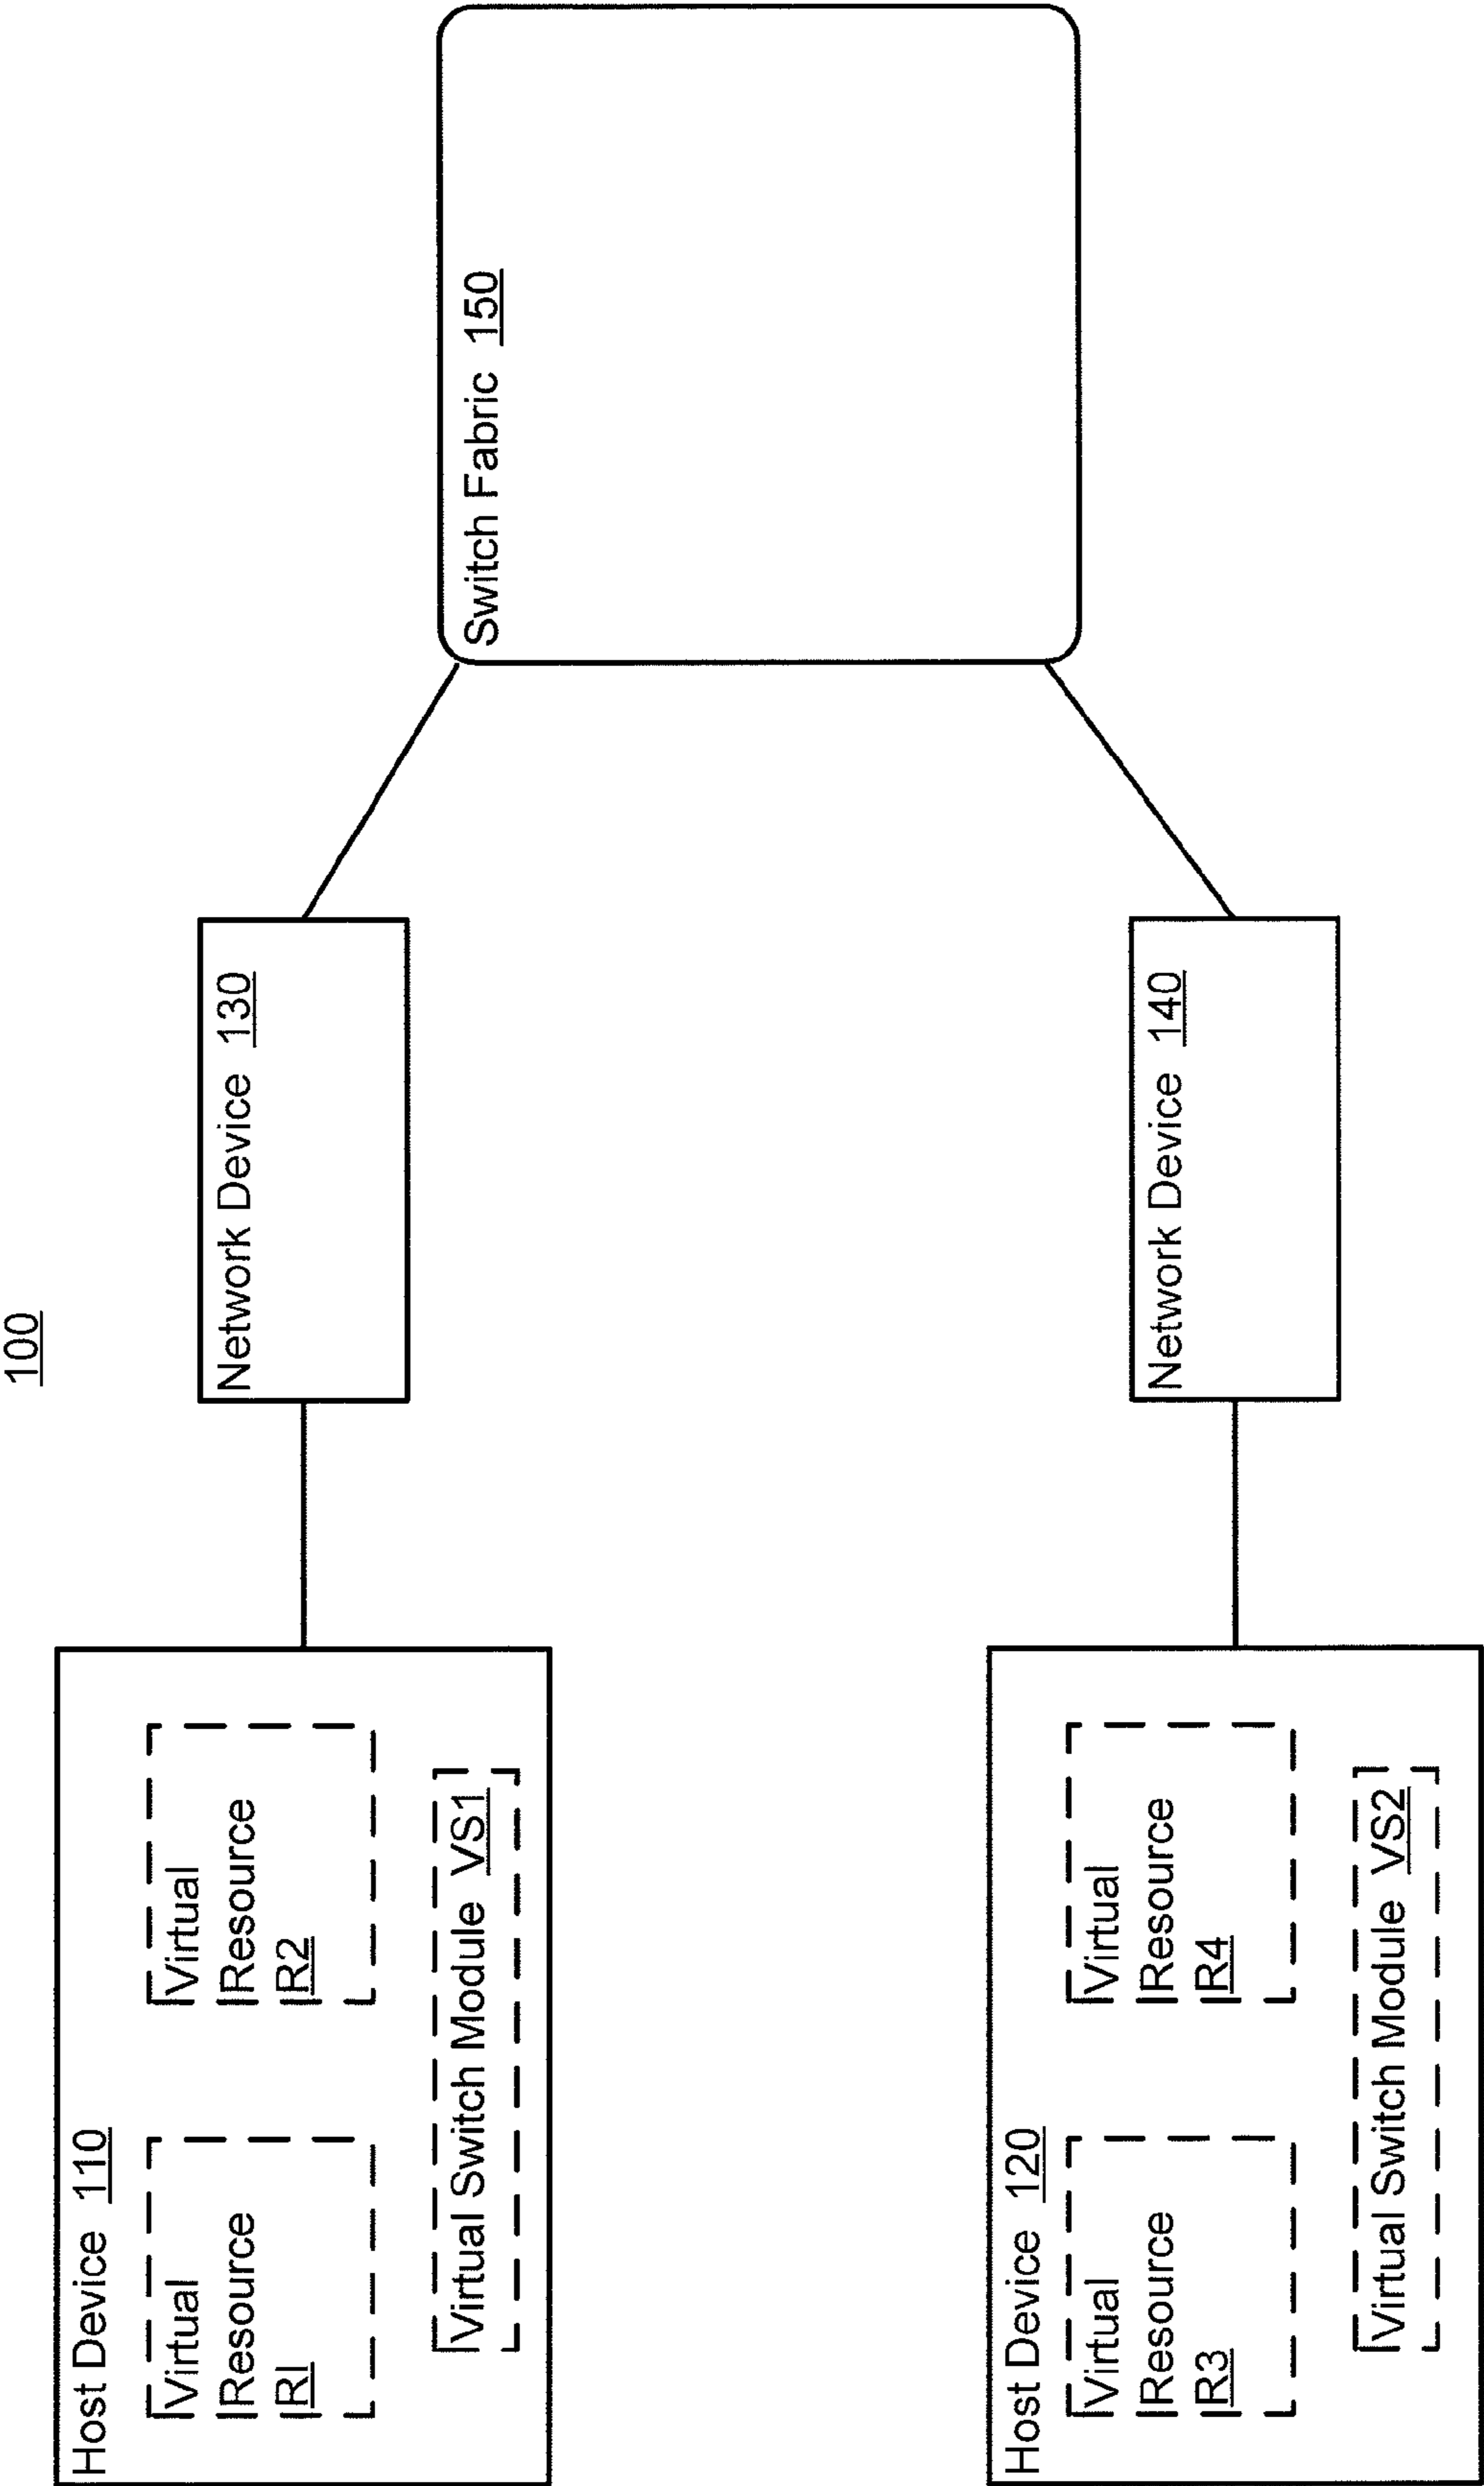 100
Host Device 110
Virtual
Resource
RI
Virtual
Resource
R2
Virtual Switch Module VS1
Network Device 130
Switch Fabric 150
Host Device 120
Virtual
Resource
R3
Virtual
Resource
R4
Virtual Switch Module VS2
Network Device 140